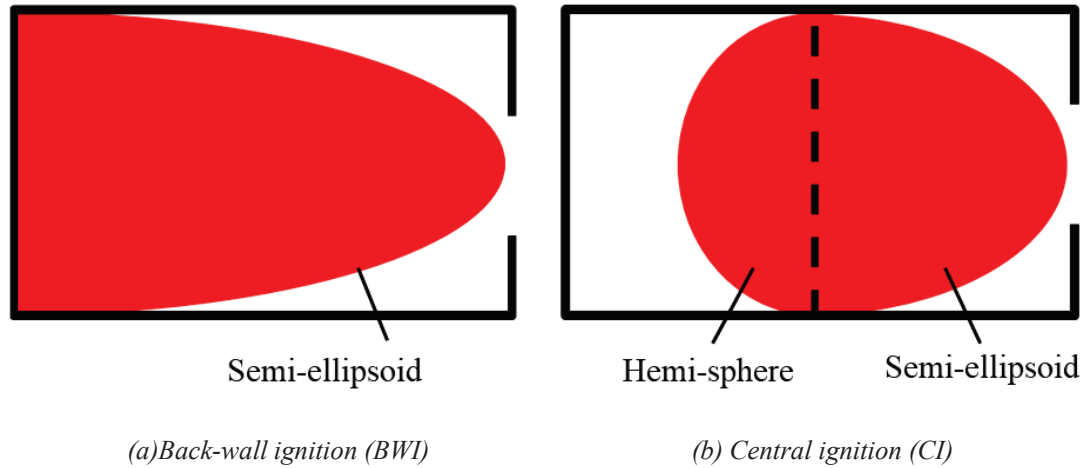 Semi-ellipsoid
Hemi-sphere
Semi-ellipsoid
(a)Back-wall ignition (BWI)
(b) Central ignition (CI)